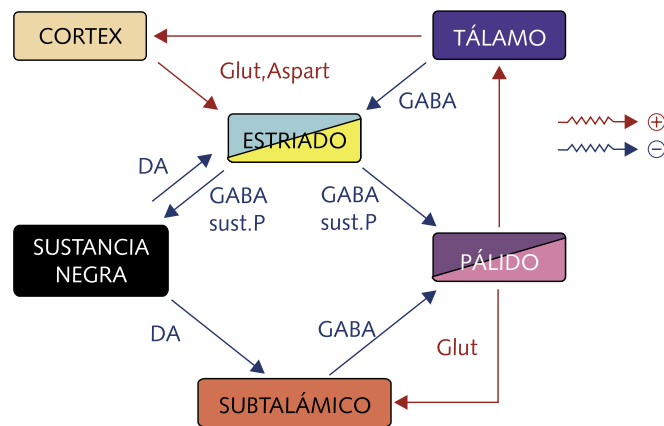 CORTEX
TÁLAMO
Glut,Aspart
GABA
ESTRIADO
+
−
DA
GABA
sust.P
GABA
sust.P
SUSTANCIA
NEGRA
PÁLIDO
DA
GABA
Glut
SUBTALÁMICO